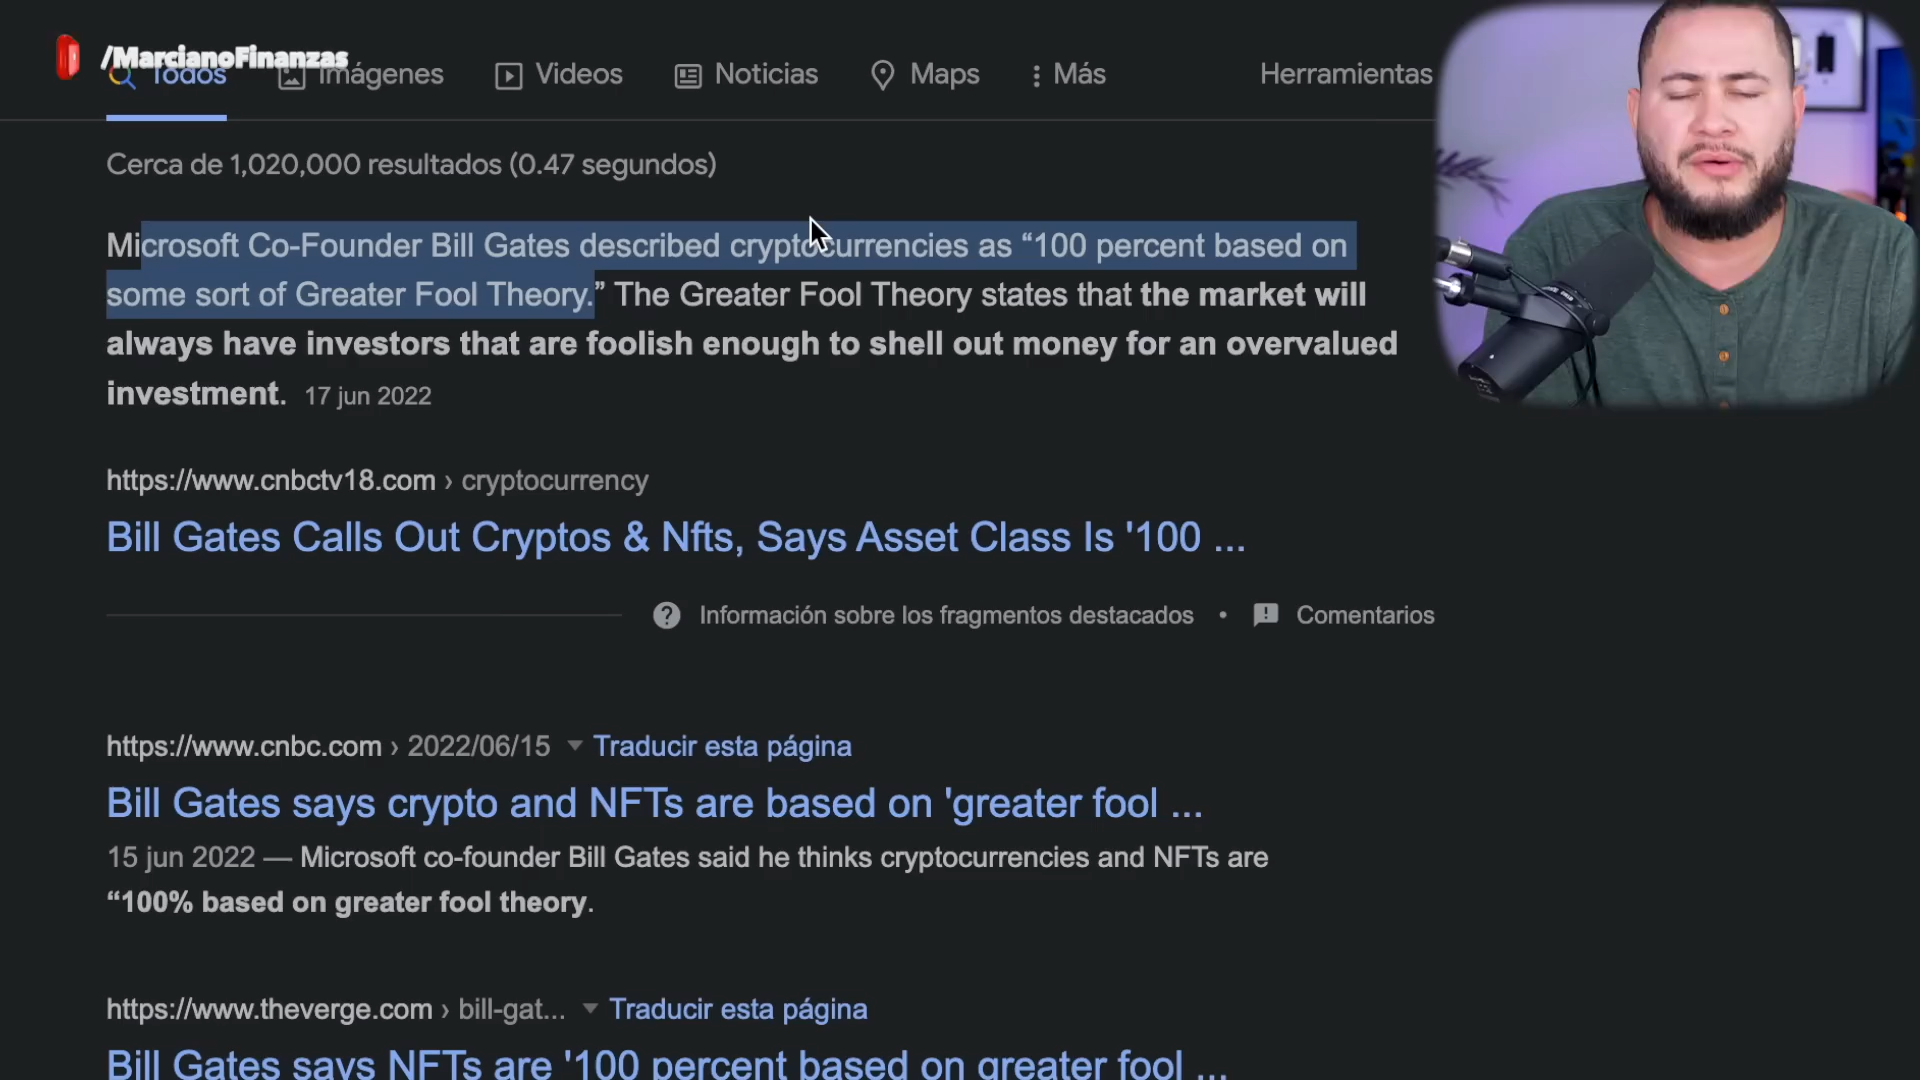 /MarcianoFinanzas
Todos Imágenes Videos Noticias Maps Más Herramientas
Cerca de 1,020,000 resultados (0.47 segundos)
Microsoft Co-Founder Bill Gates described cryptocurrencies as “100 percent based on
some sort of Greater Fool Theory.” The Greater Fool Theory states that the market will
always have investors that are foolish enough to shell out money for an overvalued
investment. 17 jun 2022
https://www.cnbctv18.com › cryptocurrency
Bill Gates Calls Out Cryptos & Nfts, Says Asset Class Is '100 ...
Información sobre los fragmentos destacados • Comentarios
https://www.cnbc.com › 2022/06/15 Traducir esta página
Bill Gates says crypto and NFTs are based on 'greater fool ...
15 jun 2022 — Microsoft co-founder Bill Gates said he thinks cryptocurrencies and NFTs are
“100% based on greater fool theory.
https://www.theverge.com › bill-gat... Traducir esta página
Bill Gates says NFTs are '100 percent based on greater fool ...